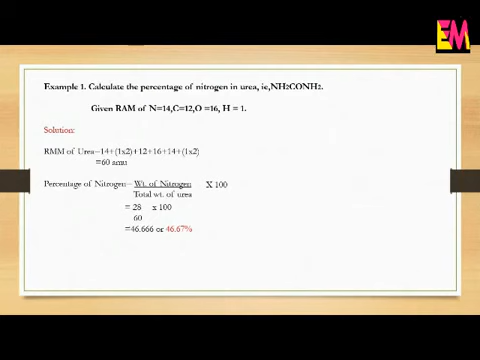 EM
Example 1. Calculate the percentage of nitrogen in urea, ie,NH2CONH2.
Given RAM of N=14,C=12,O =16, H = 1.
Solution:
RMM of Urea=14+(1x2)+12+16+14+(1x2)
=60 amu
Percentage of Nitrogen= Wt. of Nitrogen X 100
Total wt. of urea
= 28 x 100
60
=46.666 or 46.67%